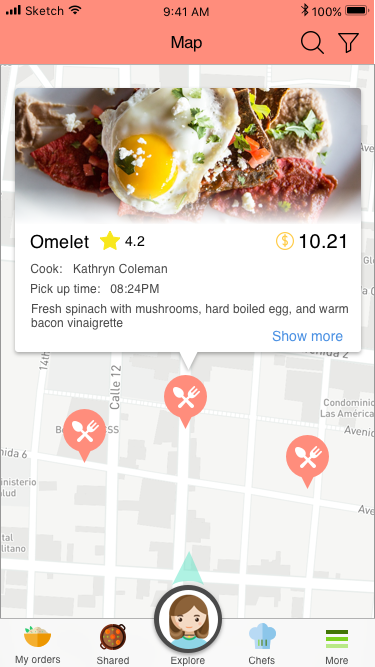 Sketch 9:41 AM 100%
Map
Omelet 4.2 $ 10.21
Cook: Kathryn Coleman
Pick up time: 08:24PM
Fresh spinach with mushrooms, hard boiled egg, and warm
bacon vinaigrette
Show more
14th
Calle 12
Condominio
Las América
Avenid
nida 6
My orders Shared Explore Chefs More